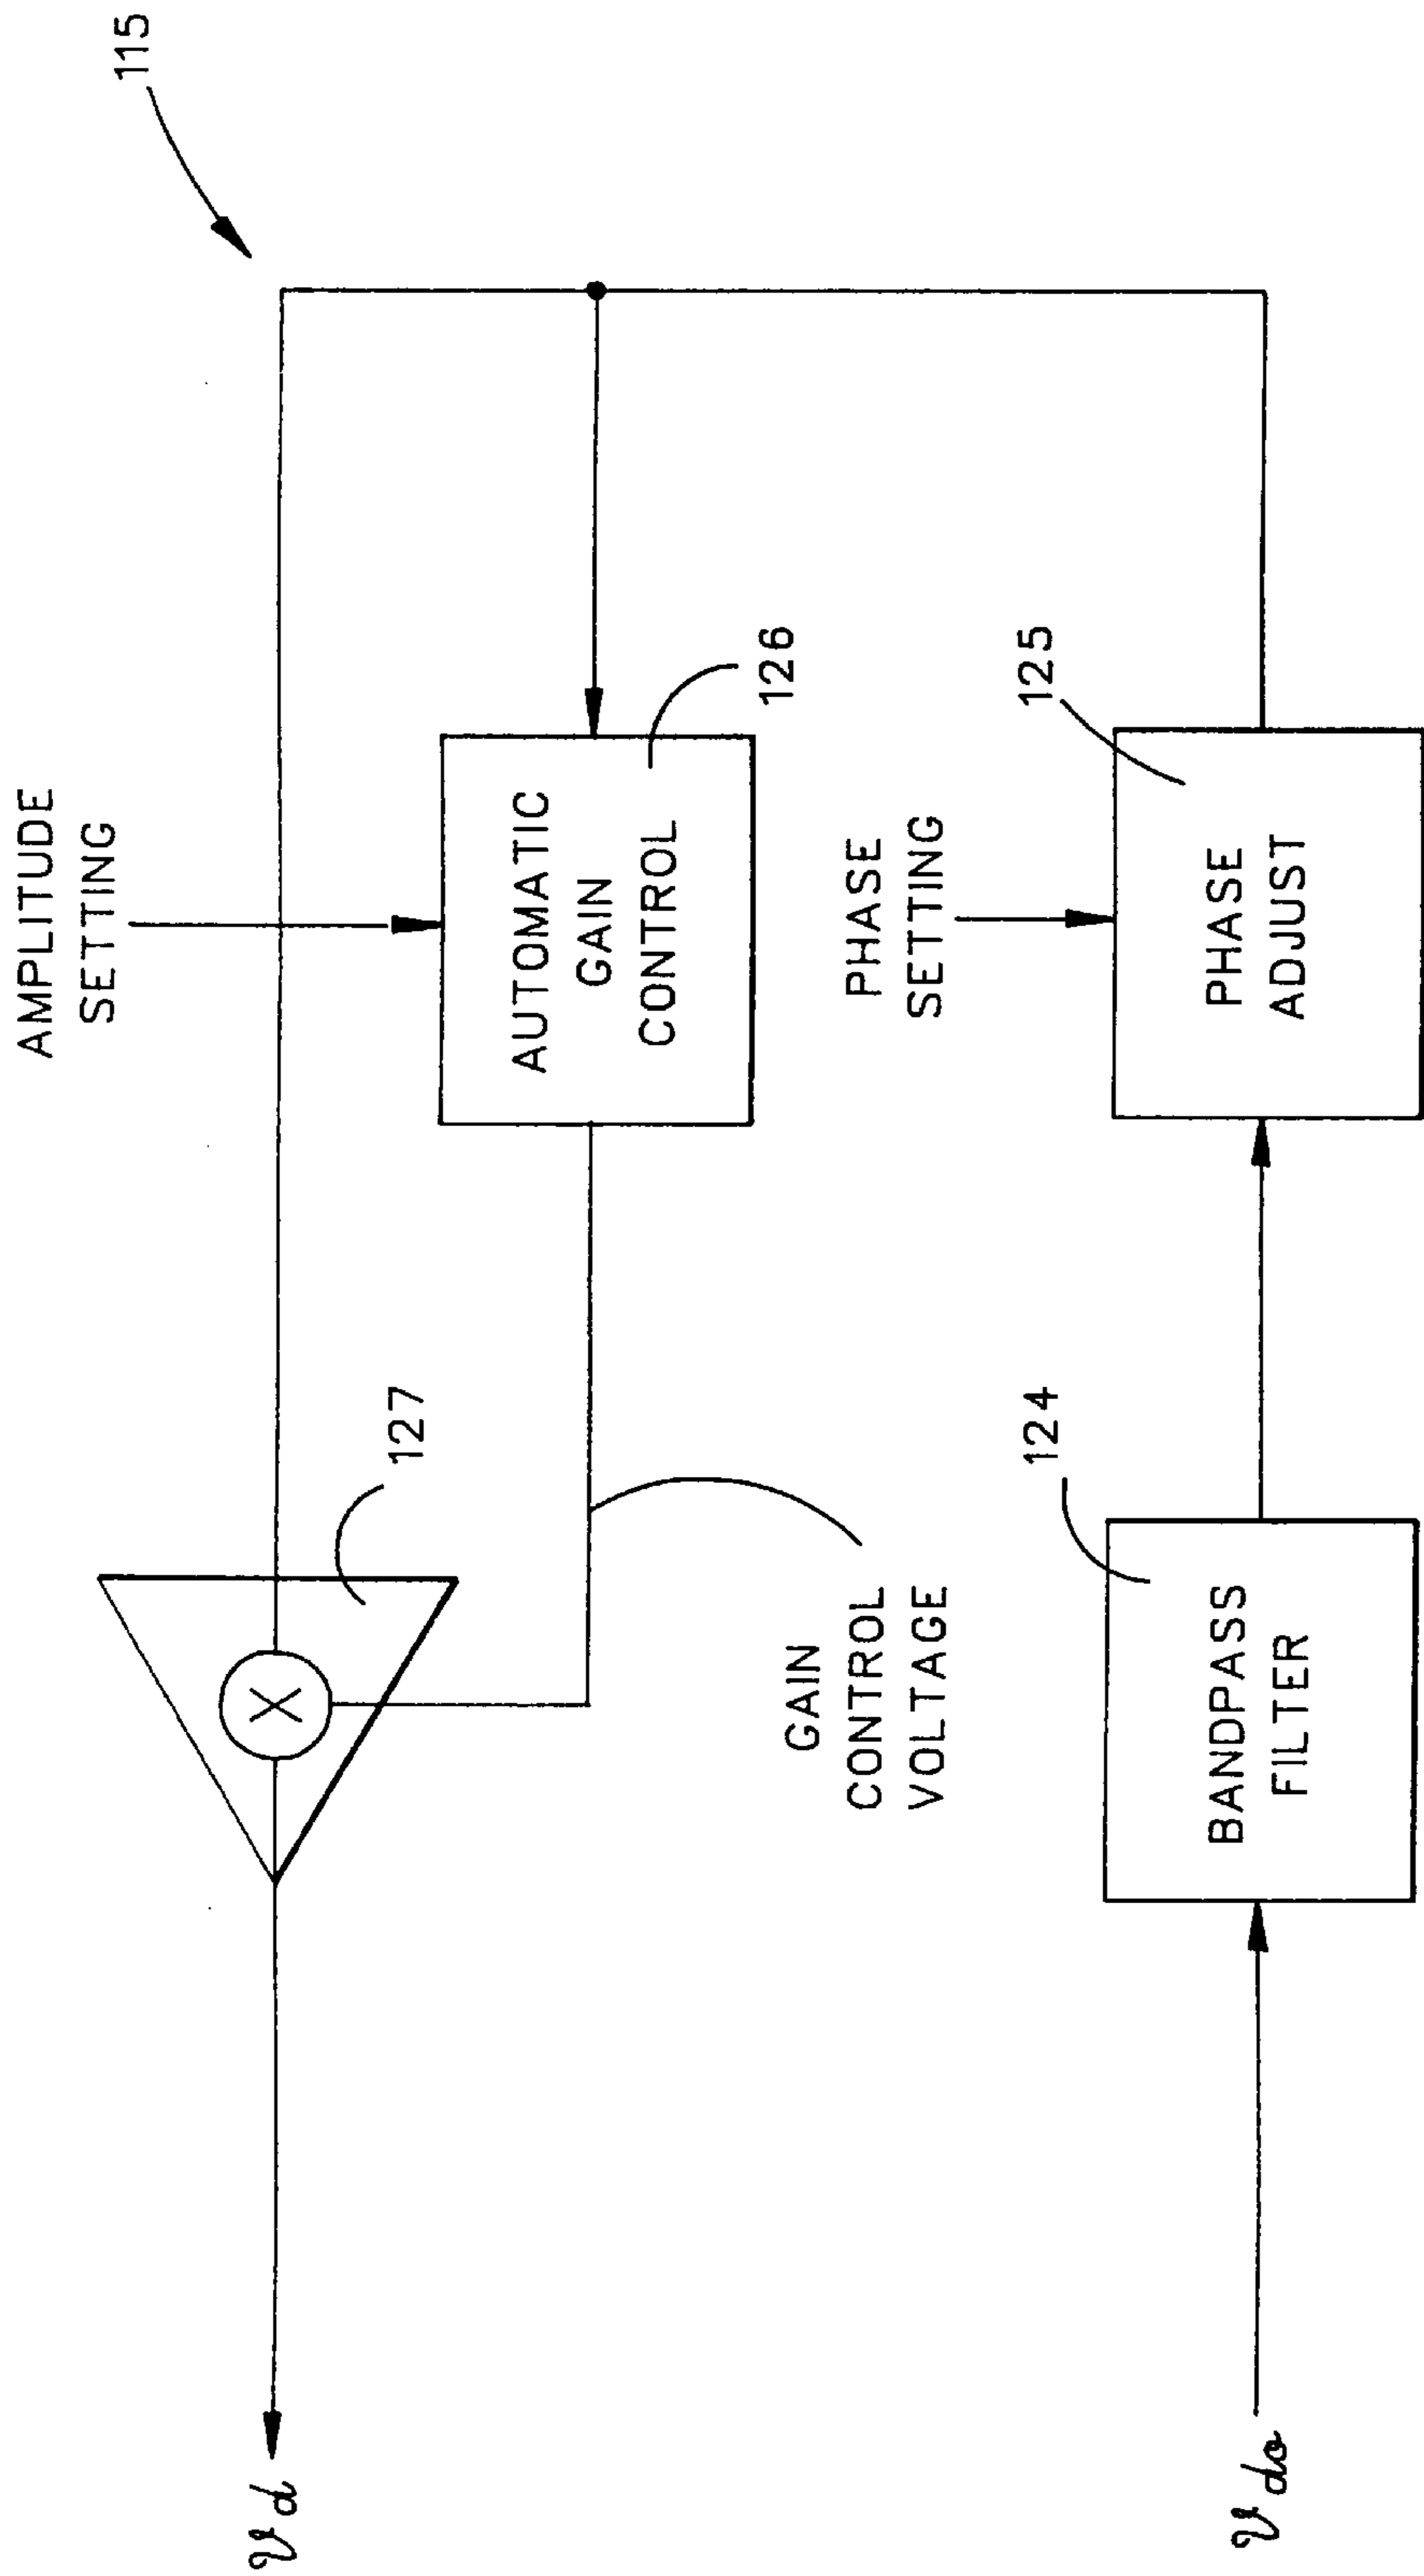 115
AMPLITUDE
SETTING
AUTOMATIC
GAIN
CONTROL
126
127
GAIN
CONTROL
VOLTAGE
PHASE
SETTING
125
PHASE
ADJUST
124
BANDPASS
FILTER
vd
vdo